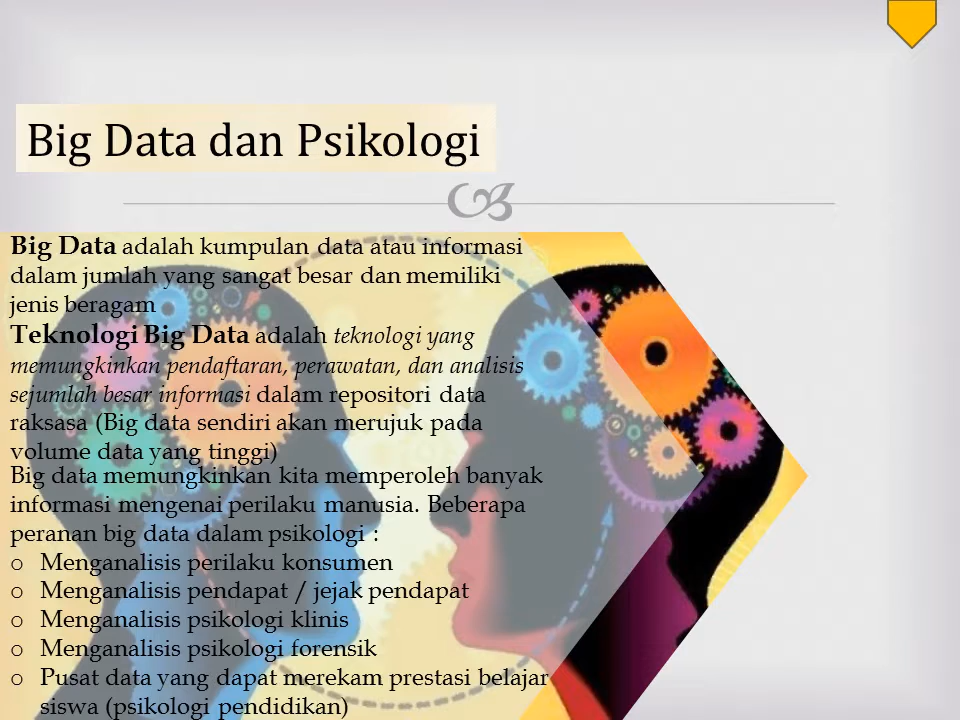 Big Data dan Psikologi
Big Data adalah kumpulan data atau informasi
dalam jumlah yang sangat besar dan memiliki
jenis beragam
Teknologi Big Data adalah teknologi yang
memungkinkan pendaftaran, perawatan, dan analisis
sejumlah besar informasi dalam repositori data
raksasa (Big data sendiri akan merujuk pada
volume data yang tinggi)
Big data memungkinkan kita memperoleh banyak
informasi mengenai perilaku manusia. Beberapa
peranan big data dalam psikologi :
o Menganalisis perilaku konsumen
o Menganalisis pendapat / jejak pendapat
o Menganalisis psikologi klinis
o Menganalisis psikologi forensik
o Pusat data yang dapat merekam prestasi belajar
siswa (psikologi pendidikan)